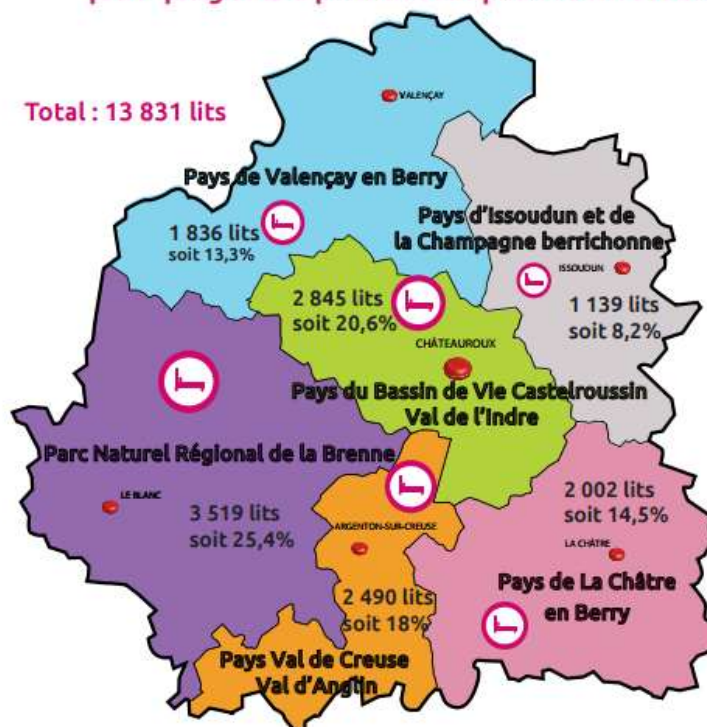 Total : 13 831 lits
VALENÇAY
Pays de Valençay en Berry
1 836 lits
soit 13,3%
Pays d'Issoudun et de
la Champagne berrichonne
ISSOUDUN
1 139 lits
soit 8,2%
2 845 lits
soit 20,6%
CHÂTEAUROUX
Pays du Bassin de Vie Castelroussin
Val de l'Indre
Parc Naturel Régional de la Brenne
LE BLANC
3 519 lits
soit 25,4%
ARGENTON-SUR-CREUSE
2 490 lits
soit 18%
Pays Val de Creuse
Val d'Anglin
2 002 lits
soit 14,5%
LA CHÂTRE
Pays de La Châtre
en Berry